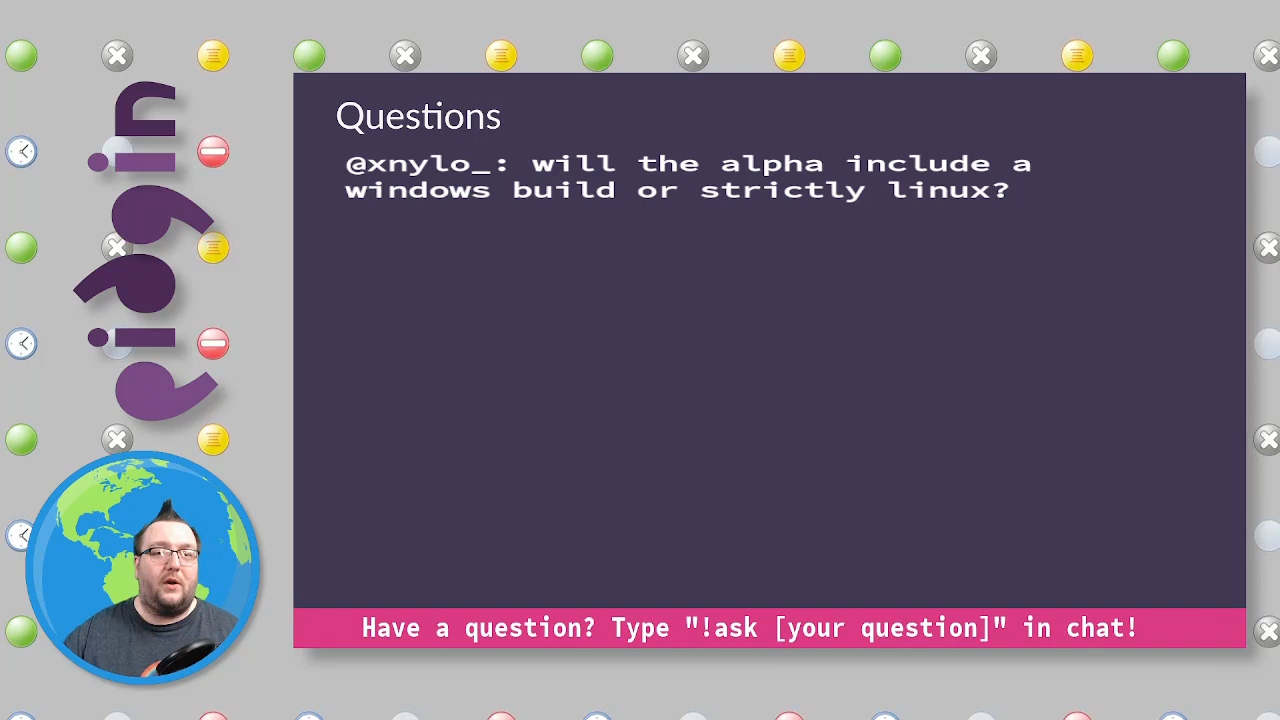 pidgin
Questions
@xnylo_: will the alpha include a
windows build or strictly linux?
Have a question? Type "!ask [your question]" in chat!